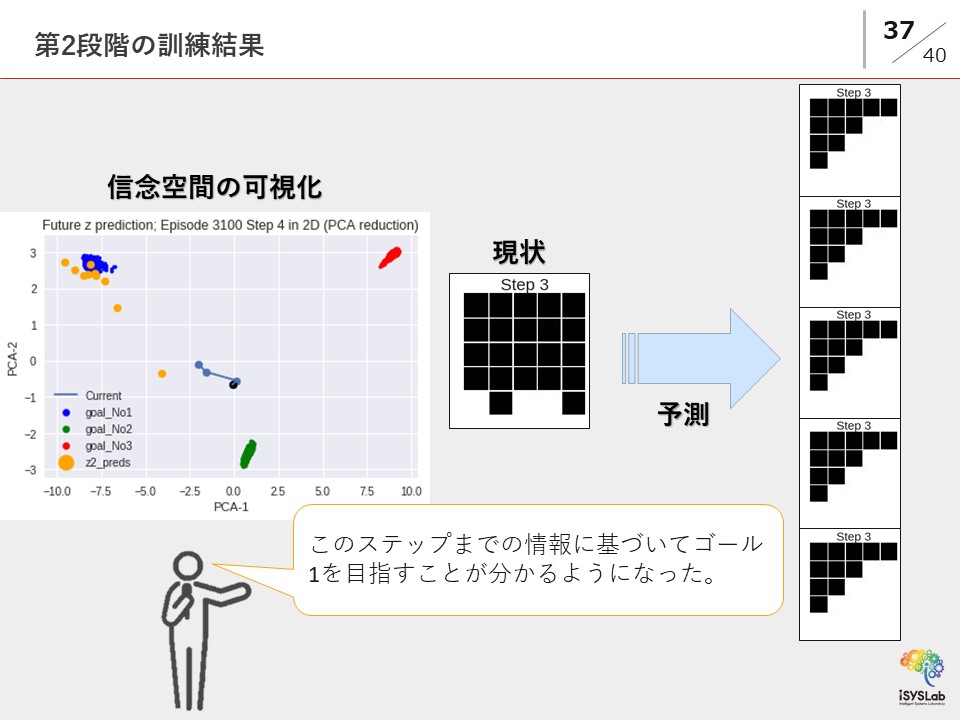 第2段階の訓練結果
37
40
信念空間の可視化
Future z prediction; Episode 3100 Step 4 in 2D (PCA reduction)
3
2
1
0
−1
−2
−3
PCA-2
Current
goal_No1
goal_No2
goal_No3
z2_preds
−10.0 −7.5 −5.0 −2.5 0.0 2.5 5.0 7.5 10.0
PCA-1
現状
Step 3
予測
Step 3
Step 3
Step 3
Step 3
Step 3
このステップまでの情報に基づいてゴール
1を目指すことが分かるようになった。
iSYSLab
Intelligent Systems Laboratory